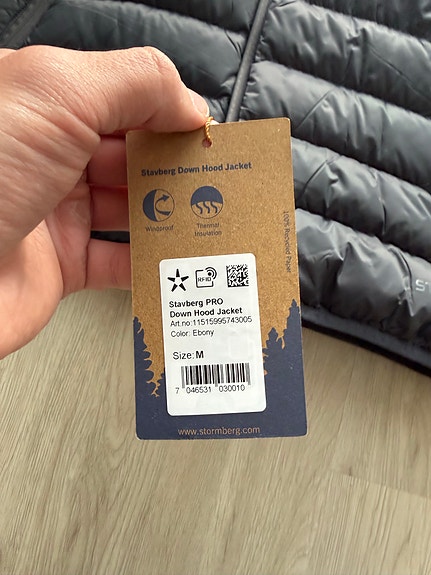 Stavberg Down Hood Jacket
Windproof
Thermal
Insulation
100% Recycled Paper
RFID
Stavberg PRO
Down Hood Jacket
Art.no:11515995743005
Color: Ebony
Size: M
7 046531 030010
www.stormberg.com